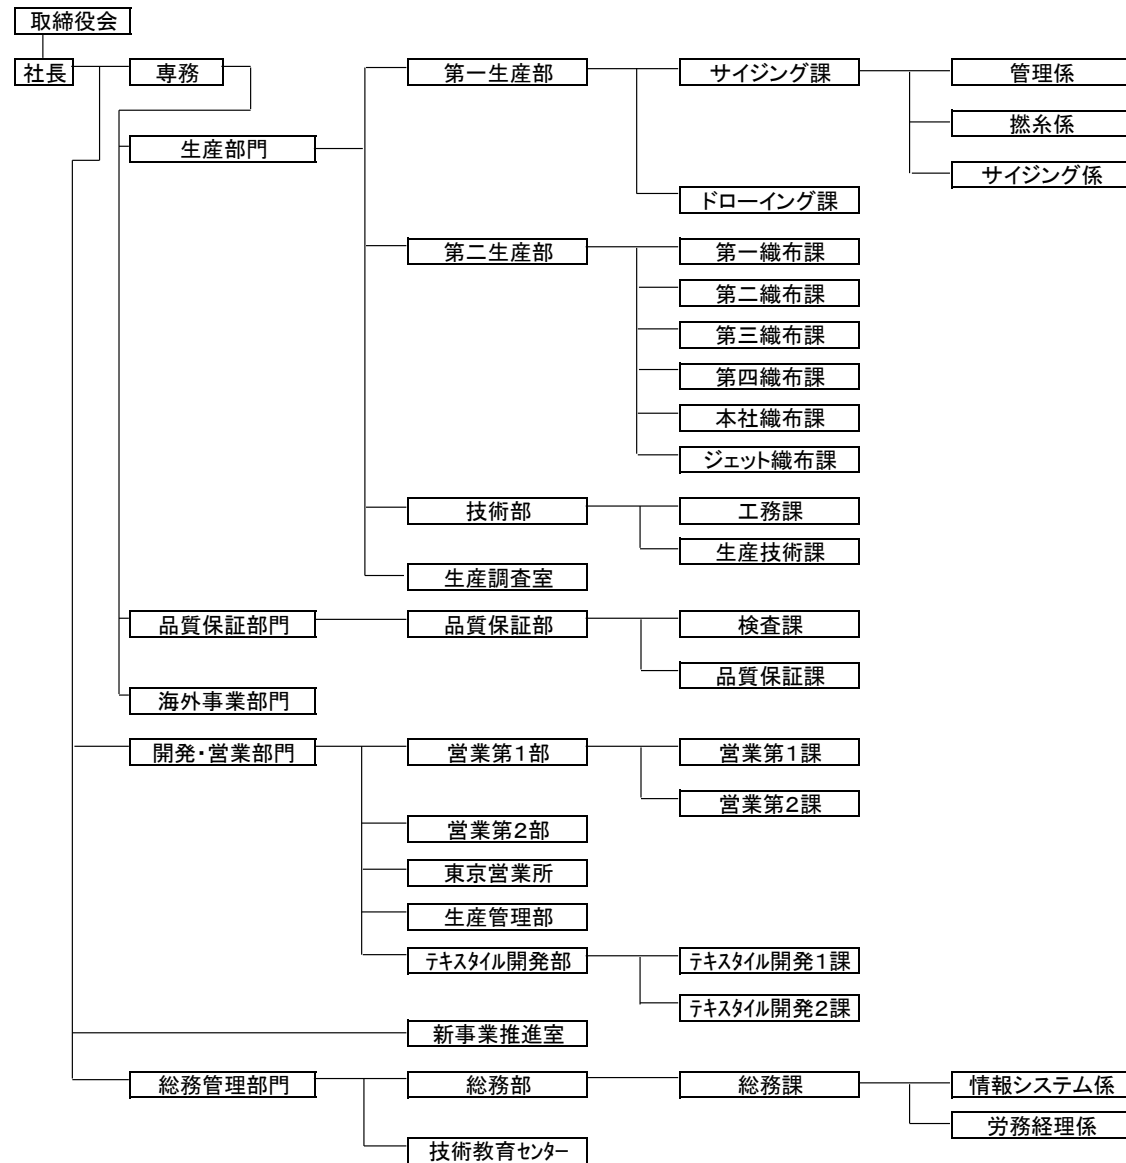 取締役会
社長
専務
第一生産部
サイジング課
管理係
撚糸係
生産部門
サイジング係
ドローイング課
第二生産部
第一織布課
第二織布課
第三織布課
第四織布課
本社織布課
ジェット織布課
技術部
工務課
生産技術課
生産調査室
品質保証部門
品質保証部
検査課
品質保証課
海外事業部門
開発・営業部門
営業第1部
営業第1課
営業第2課
営業第2部
東京営業所
生産管理部
テキスタイル開発部
テキスタイル開発1課
テキスタイル開発2課
新事業推進室
総務管理部門
総務部
総務課
情報システム係
労務経理係
技術教育センター